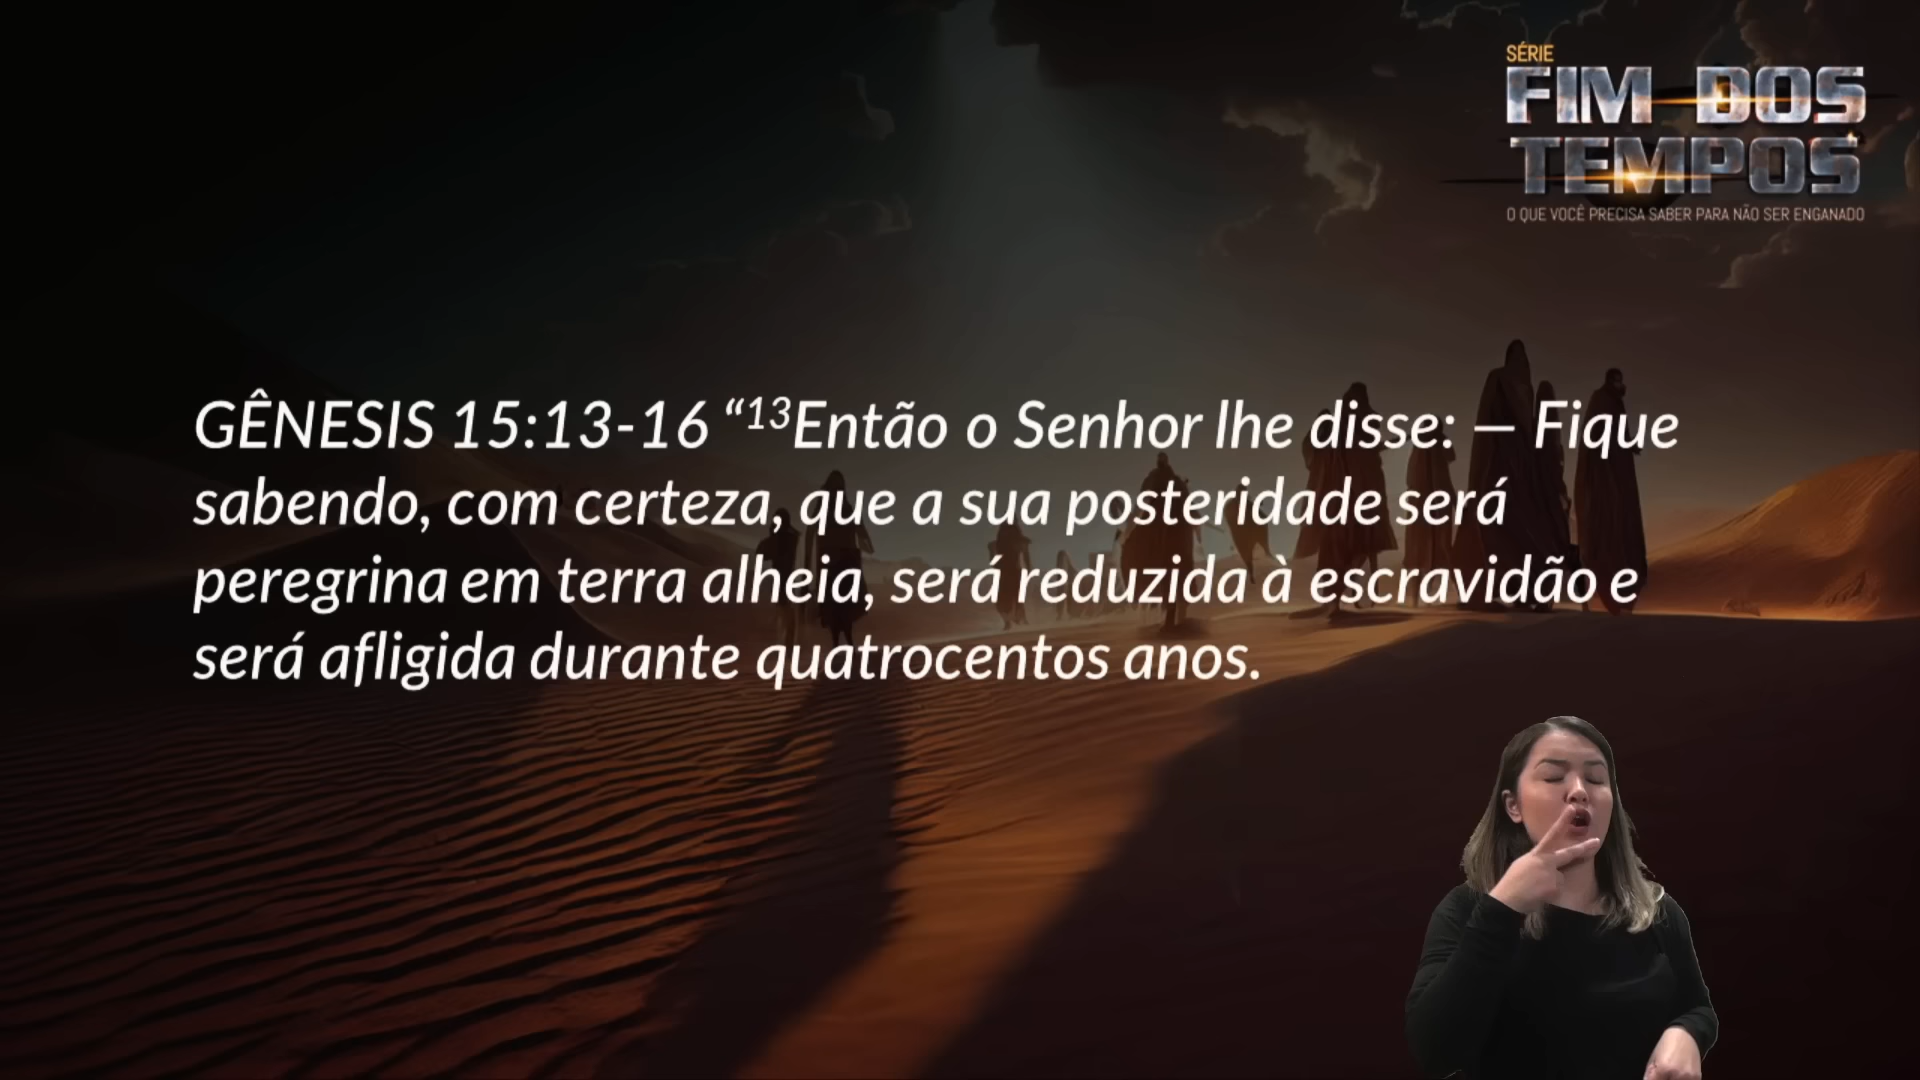 SÉRIE
FIM DOS
TEMPOS
O QUE VOCÊ PRECISA SABER PARA NÃO SER ENGANADO
GÊNESIS 15:13-16 “¹³Então o Senhor lhe disse: — Fique
sabendo, com certeza, que a sua posteridade será
peregrina em terra alheia, será reduzida à escravidão e
será afligida durante quatrocentos anos.